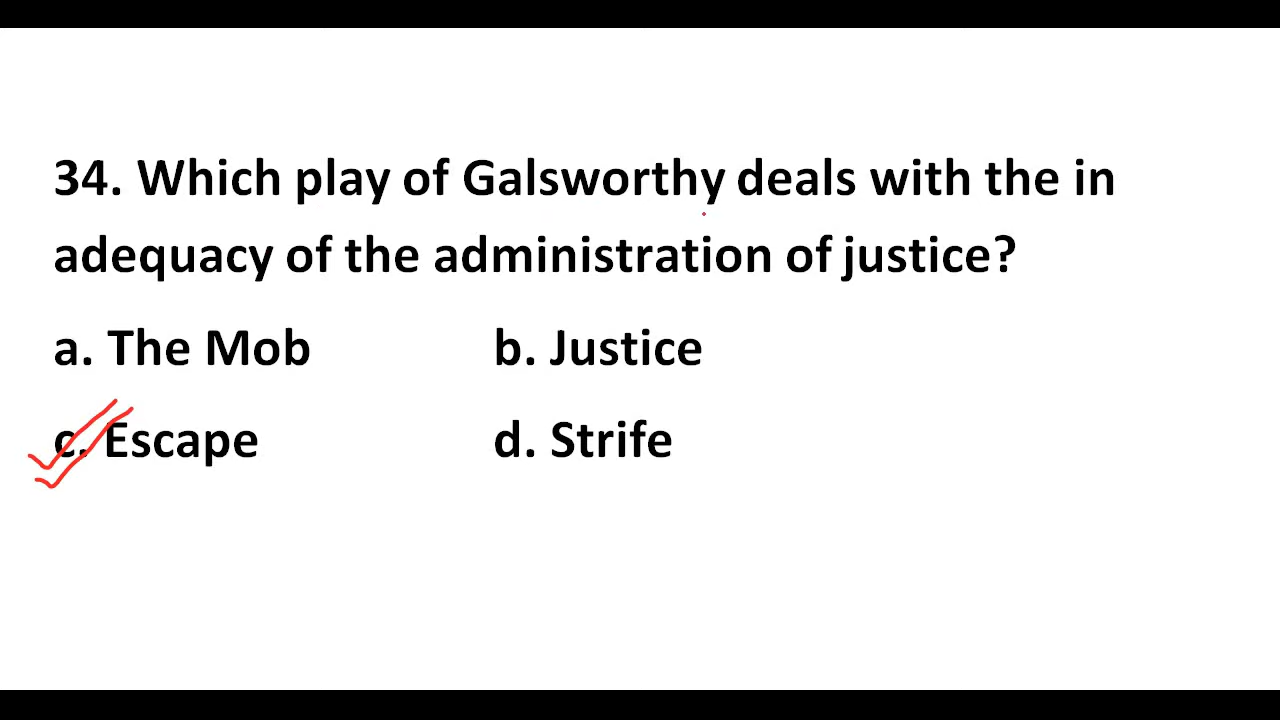 34. Which play of Galsworthy deals with the in
adequacy of the administration of justice?
a. The Mob b. Justice
c. Escape d. Strife